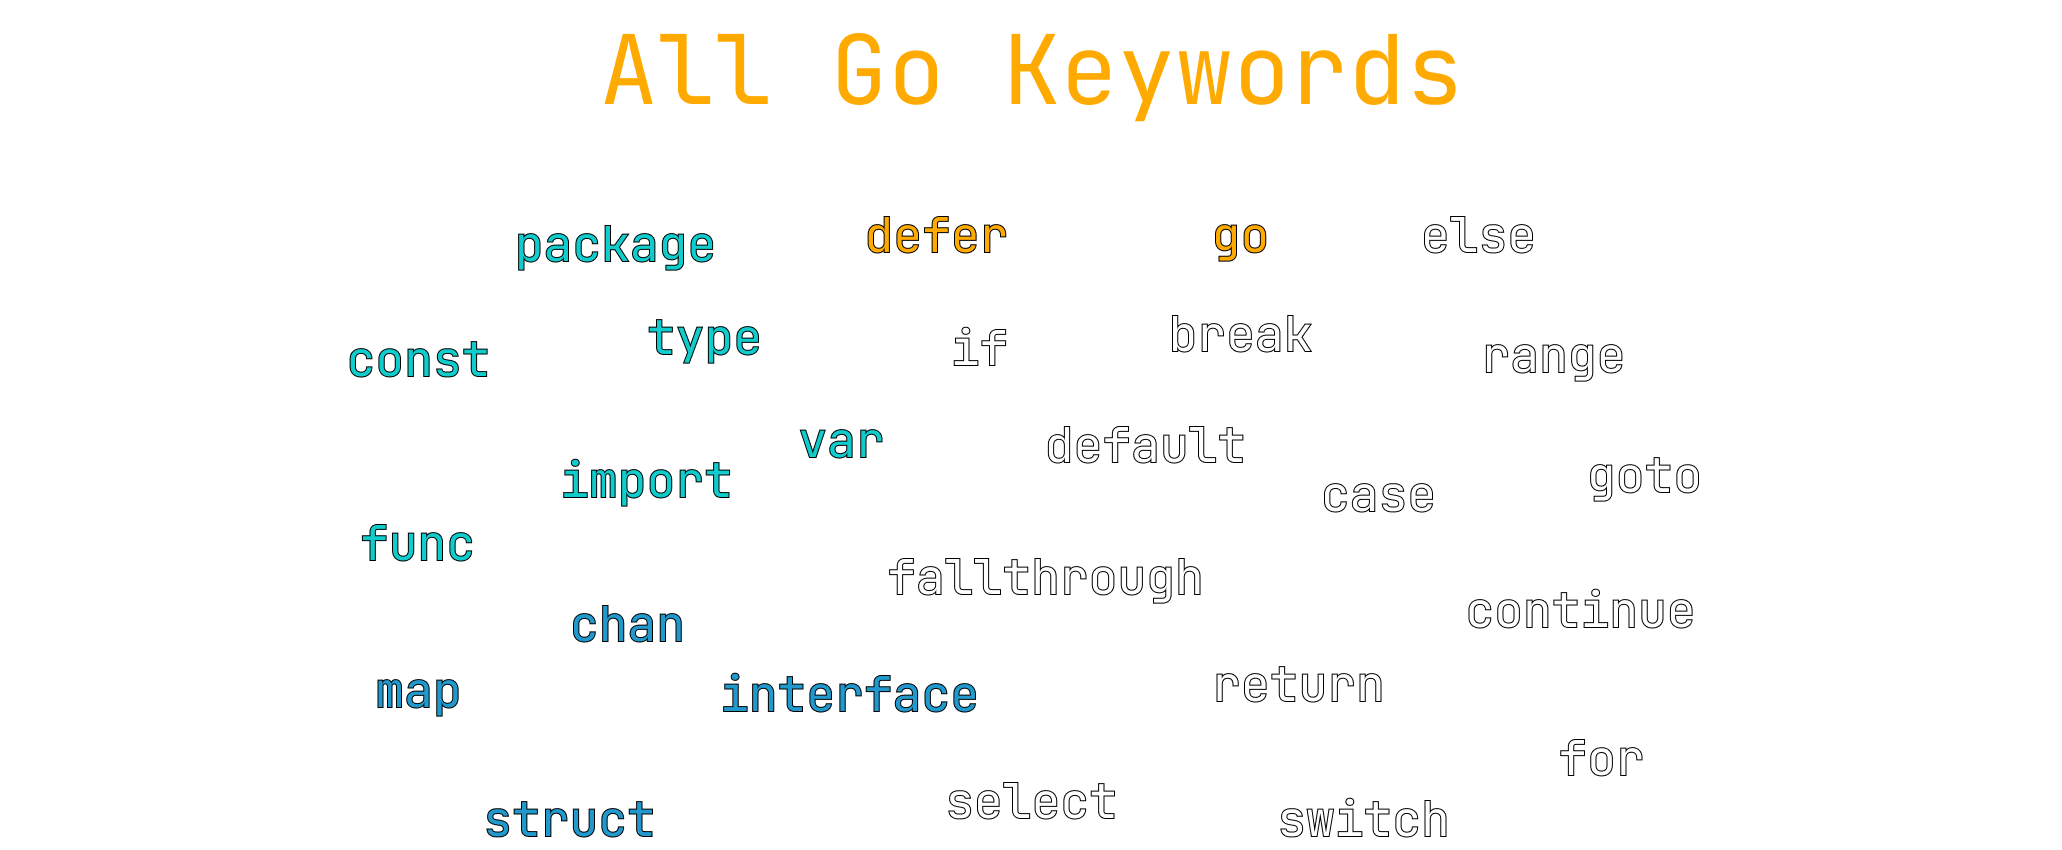 All Go Keywords
package defer go else
const type if break range
var default
import case goto
func fallthrough
chan continue
map interface return
for
struct select switch